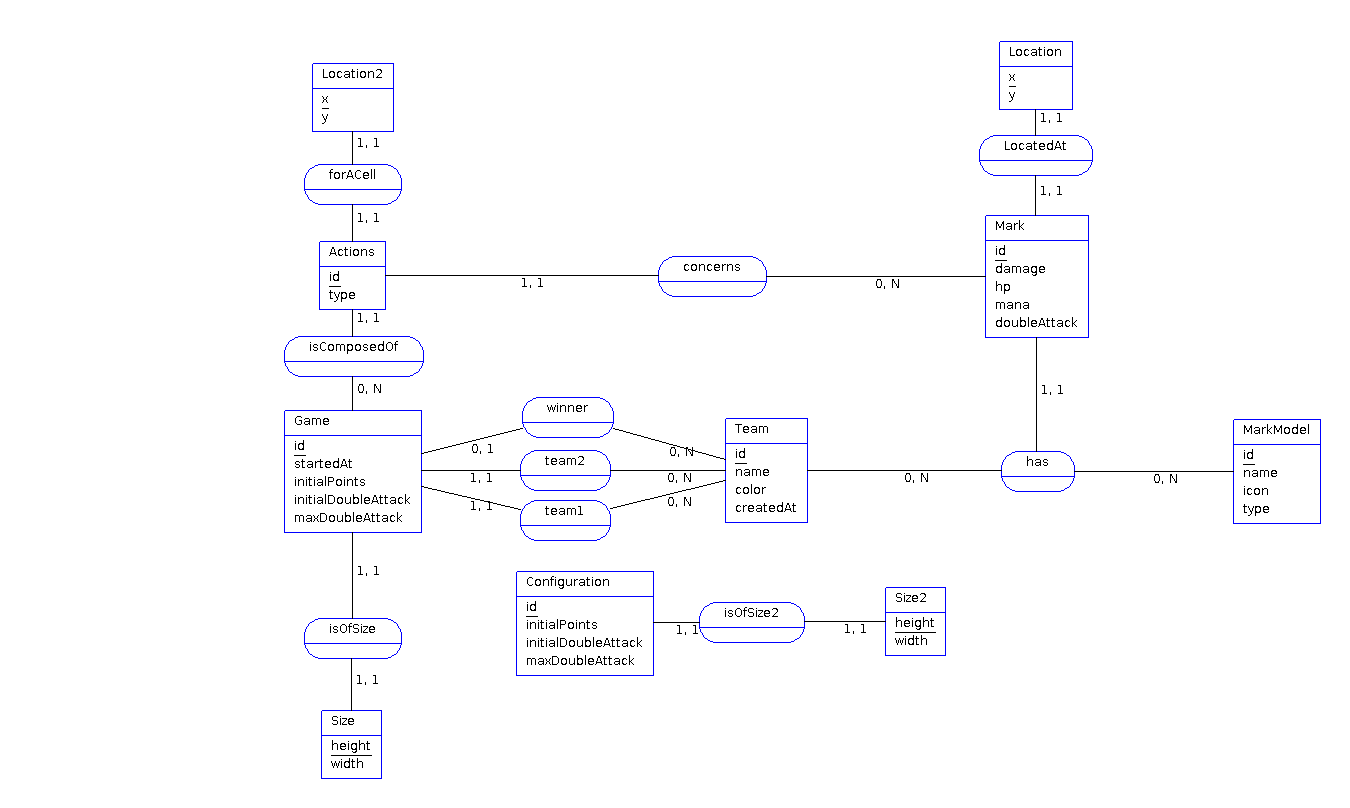 Location
x
y
1, 1
LocatedAt
1, 1
Location2
x
y
1, 1
forACell
1, 1
Actions
id
type
1, 1
concerns
0, N
Mark
id
damage
hp
mana
doubleAttack
1, 1
isComposedOf
0, N
1, 1
Game
id
startedAt
initialPoints
initialDoubleAttack
maxDoubleAttack
winner
0, 1
0, N
team2
1, 1
0, N
team1
1, 1
0, N
Team
id
name
color
createdAt
0, N
has
0, N
MarkModel
id
name
icon
type
1, 1
isOfSize
1, 1
Size
height
width
Configuration
id
initialPoints
initialDoubleAttack
maxDoubleAttack
1, 1
isOfSize2
1, 1
Size2
height
width